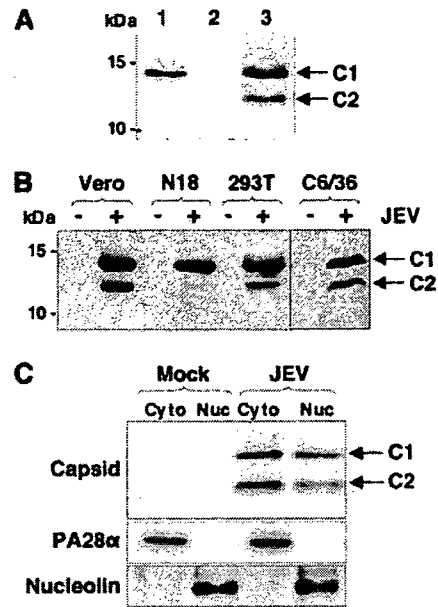 A
kDa 1 2 3
15
C1
C2
10
B
Vero N18 293T C6/36
kDa - + - + - + - + JEV
15
C1
C2
10
C
Mock JEV
Cyto Nuc Cyto Nuc
Capsid
C1
C2
PA28α
Nucleolin